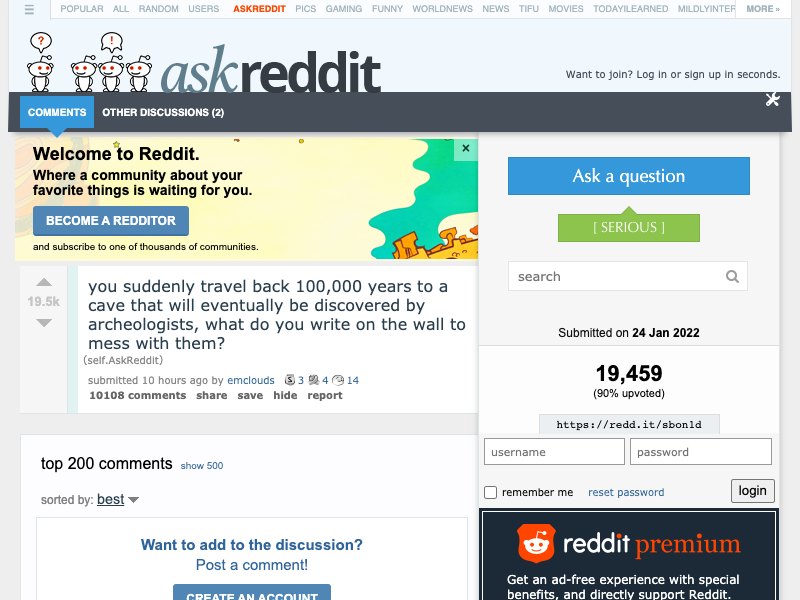 POPULAR ALL RANDOM USERS ASKREDDIT PICS GAMING FUNNY WORLDNEWS NEWS TIFU MOVIES TODAYILEARNED MILDLYINTER MORE »
? !
askreddit
Want to join? Log in or sign up in seconds.
COMMENTS OTHER DISCUSSIONS (2)
Welcome to Reddit.
Where a community about your
favorite things is waiting for you.
BECOME A REDDITOR
and subscribe to one of thousands of communities.
×
Ask a question
[ SERIOUS ]
search
19.5k
you suddenly travel back 100,000 years to a
cave that will eventually be discovered by
archeologists, what do you write on the wall to
mess with them?
(self.AskReddit)
submitted 10 hours ago by emclouds 3 4 14
10108 comments share save hide report
Submitted on 24 Jan 2022
19,459
(90% upvoted)
https://redd.it/sbonld
username password
remember me reset password login
top 200 comments show 500
sorted by: best
Want to add to the discussion?
Post a comment!
CREATE AN ACCOUNT
reddit premium
Get an ad-free experience with special
benefits, and directly support Reddit.